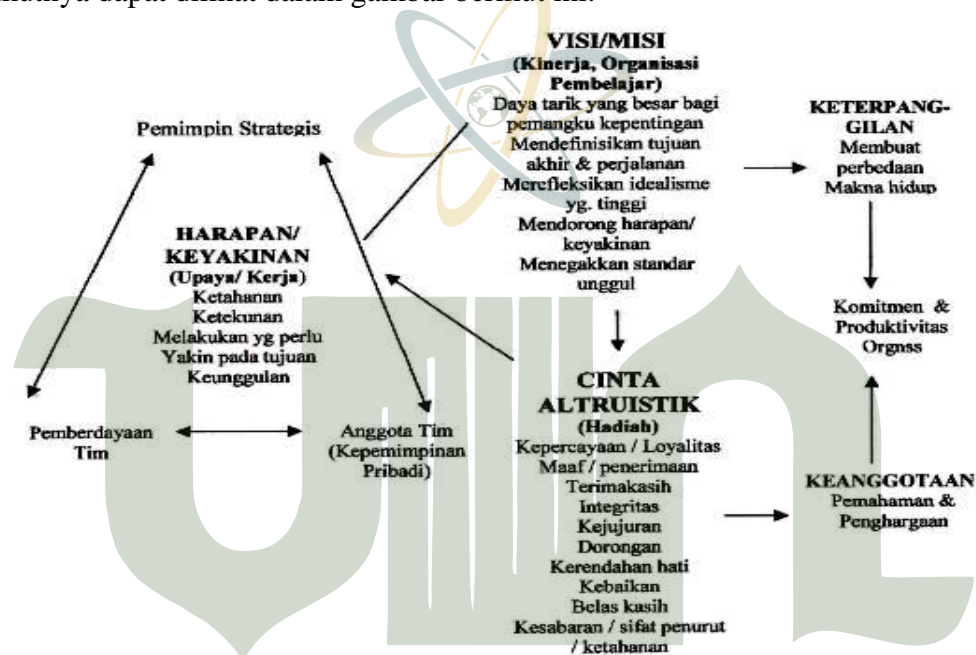 VISI/MISI
(Kinerja, Organisasi
Pembelajar)
Daya tarik yang besar bagi
pemangku kepentingan
Mendefinisikan tujuan
akhir & perjalanan
Merefleksikan idealisme
yg. tinggi
Mendorong harapan/
keyakinan
Menegakkan standar
unggul
KETERPANG-
GILAN
Membuat
perbedaan
Makna hidup
Pemimpin Strategis
HARAPAN/
KEYAKINAN
(Upaya/ Kerja)
Ketahanan
Ketekunan
Melakukan yg perlu
Yakin pada tujuan
Keunggulan
Komitmen &
Produktivitas
Orgnss
Pemberdayaan
Tim
Anggota Tim
(Kepemimpinan
Pribadi)
CINTA
ALTRUISTIK
(Hadiah)
Kepercayaan / Loyalitas
Maaf / penerimaan
Terimakasih
Integritas
Kejujuran
Dorongan
Kerendahan hati
Kebaikan
Belas kasih
Kesabaran / sifat penurut
/ ketahanan
KEANGGOTAAN
Pemahaman &
Penghargaan